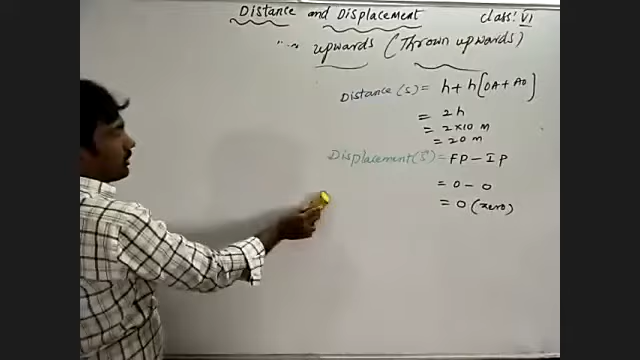 Distance and Displacement class: VI
upwards (Thrown upwards)
Distance (s) = h + h [OA + AO]
= 2h
= 2 × 10 m
= 20 m
Displacement (s⃗) = FP − IP
= 0 − 0
= 0 (zero)